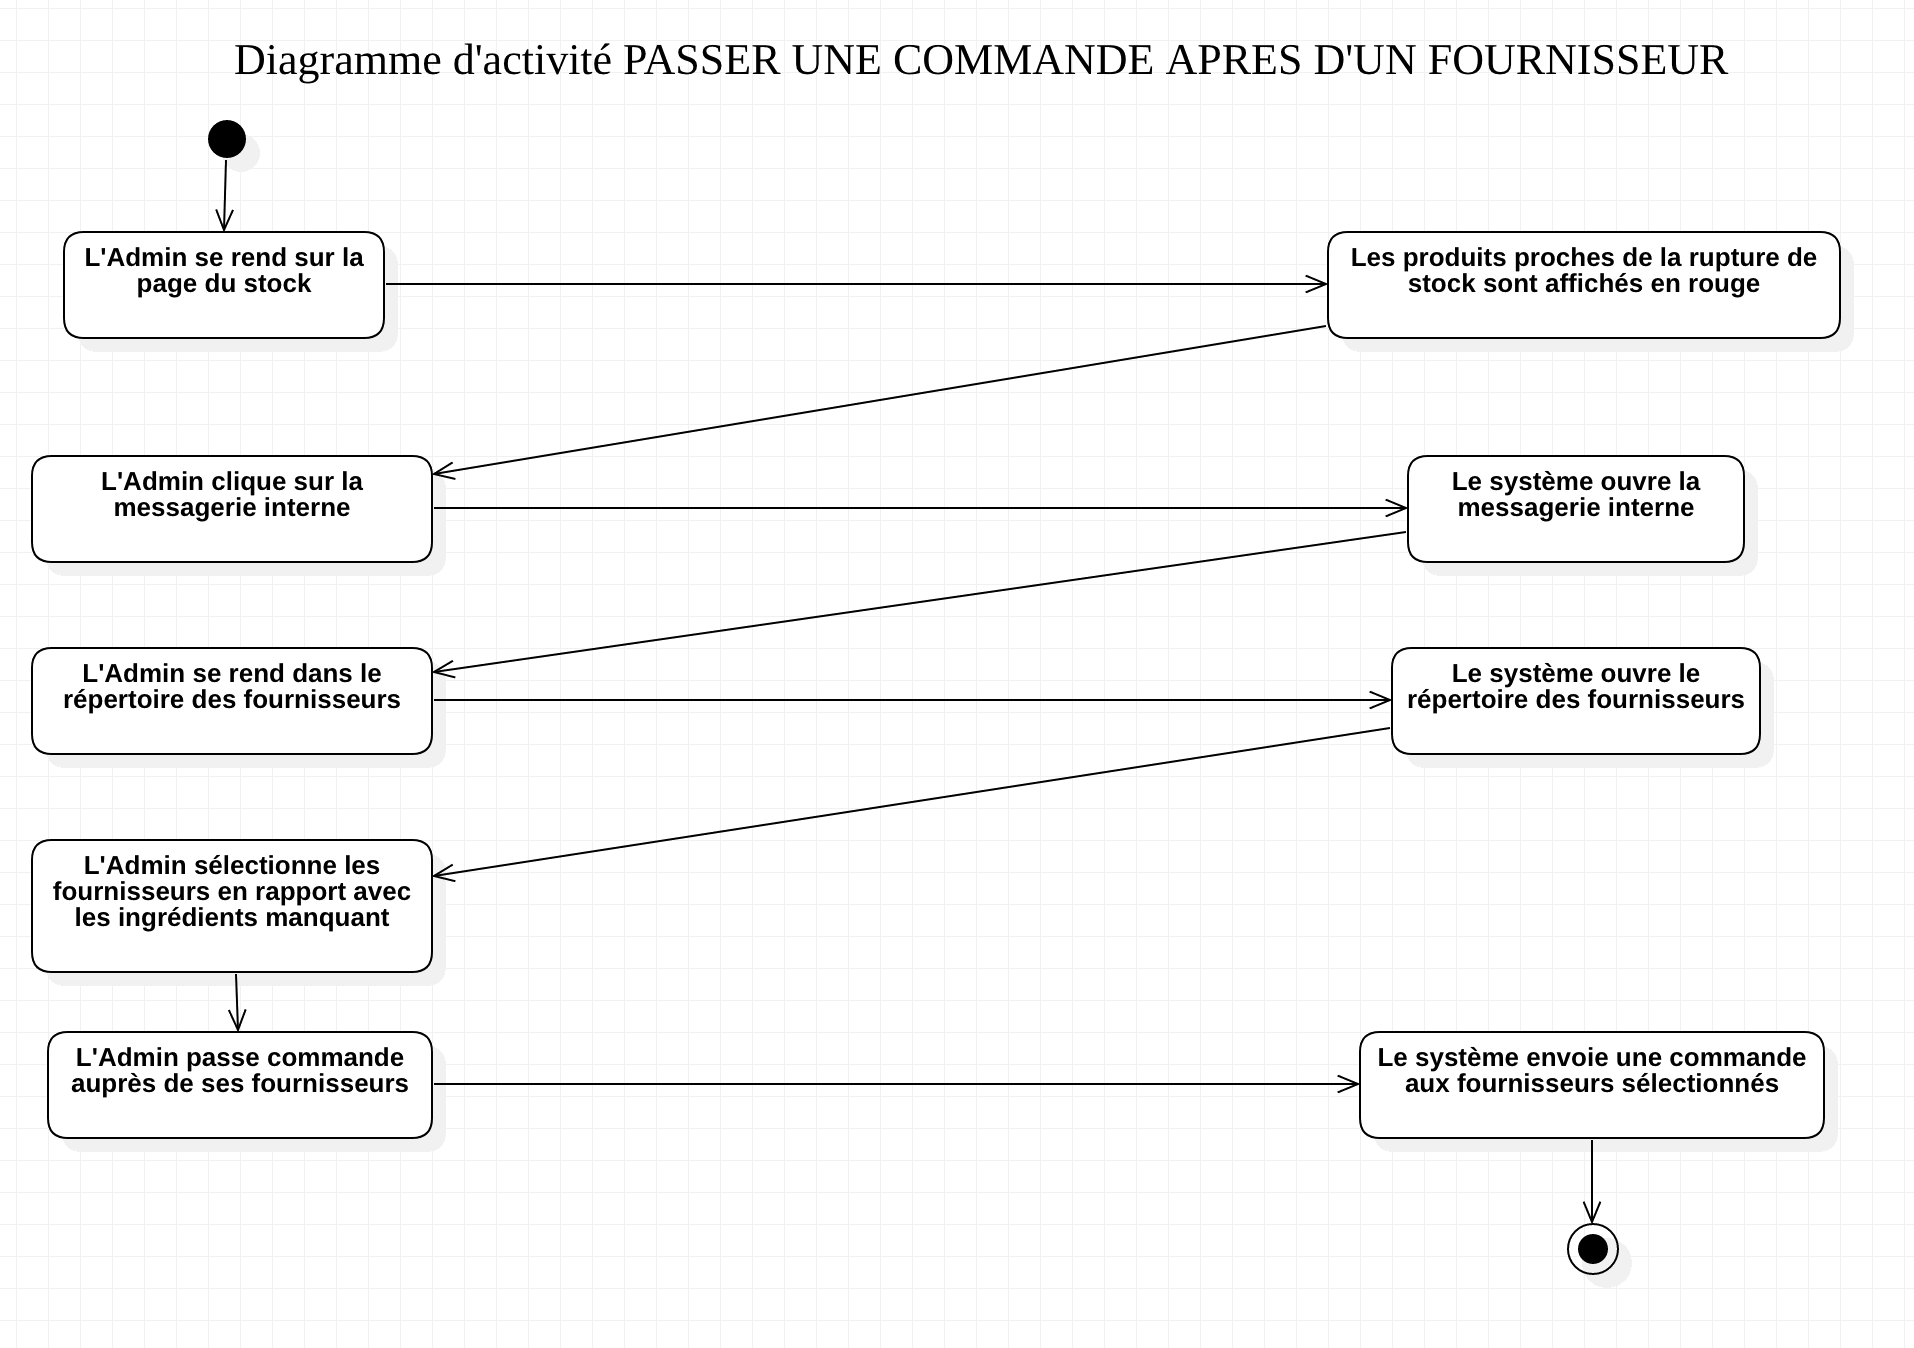 Diagramme d'activité PASSER UNE COMMANDE APRES D'UN FOURNISSEUR
L'Admin se rend sur la
page du stock
Les produits proches de la rupture de
stock sont affichés en rouge
L'Admin clique sur la
messagerie interne
Le système ouvre la
messagerie interne
L'Admin se rend dans le
répertoire des fournisseurs
Le système ouvre le
répertoire des fournisseurs
L'Admin sélectionne les
fournisseurs en rapport avec
les ingrédients manquant
L'Admin passe commande
auprès de ses fournisseurs
Le système envoie une commande
aux fournisseurs sélectionnés